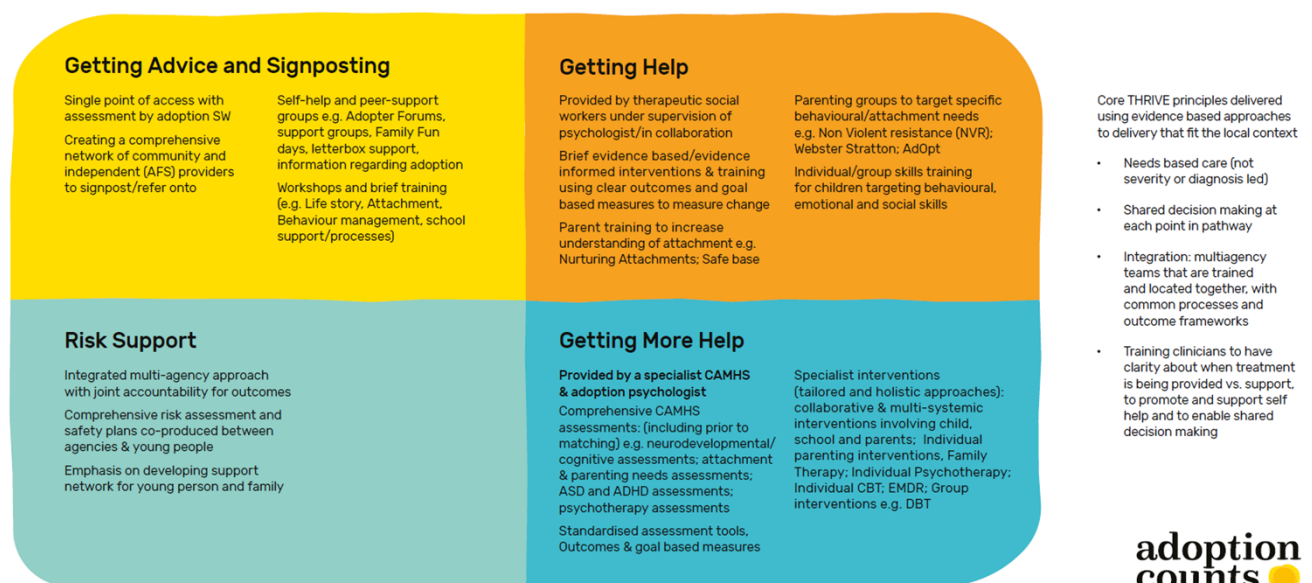 Getting Advice and Signposting
Single point of access with
assessment by adoption SW
Creating a comprehensive
network of community and
independent (AFS) providers
to signpost/refer onto
Self-help and peer-support
groups e.g. Adopter Forums,
support groups, Family Fun
days, letterbox support,
information regarding adoption
Workshops and brief training
(e.g. Life story, Attachment,
Behaviour management, school
support/processes)
Getting Help
Provided by therapeutic social
workers under supervision of
psychologist/in collaboration
Brief evidence based/evidence
informed interventions & training
using clear outcomes and goal
based measures to measure change
Parent training to increase
understanding of attachment e.g.
Nurturing Attachments; Safe base
Parenting groups to target specific
behavioural/attachment needs
e.g. Non Violent resistance (NVR);
Webster Stratton; AdOpt
Individual/group skills training
for children targeting behavioural,
emotional and social skills
Risk Support
Integrated multi-agency approach
with joint accountability for outcomes
Comprehensive risk assessment and
safety plans co-produced between
agencies & young people
Emphasis on developing support
network for young person and family
Getting More Help
Provided by a specialist CAMHS
& adoption psychologist
Comprehensive CAMHS
assessments: (including prior to
matching) e.g. neurodevelopmental/
cognitive assessments; attachment
& parenting needs assessments;
ASD and ADHD assessments;
psychotherapy assessments
Standardised assessment tools,
Outcomes & goal based measures
Specialist interventions
(tailored and holistic approaches):
collaborative & multi-systemic
interventions involving child,
school and parents; Individual
parenting interventions, Family
Therapy; Individual Psychotherapy;
Individual CBT; EMDR; Group
interventions e.g. DBT
Core THRIVE principles delivered
using evidence based approaches
to delivery that fit the local context
• Needs based care (not
severity or diagnosis led)
• Shared decision making at
each point in pathway
• Integration: multiagency
teams that are trained
and located together, with
common processes and
outcome frameworks
• Training clinicians to have
clarity about when treatment
is being provided vs. support,
to promote and support self
help and to enable shared
decision making
adoption
counts